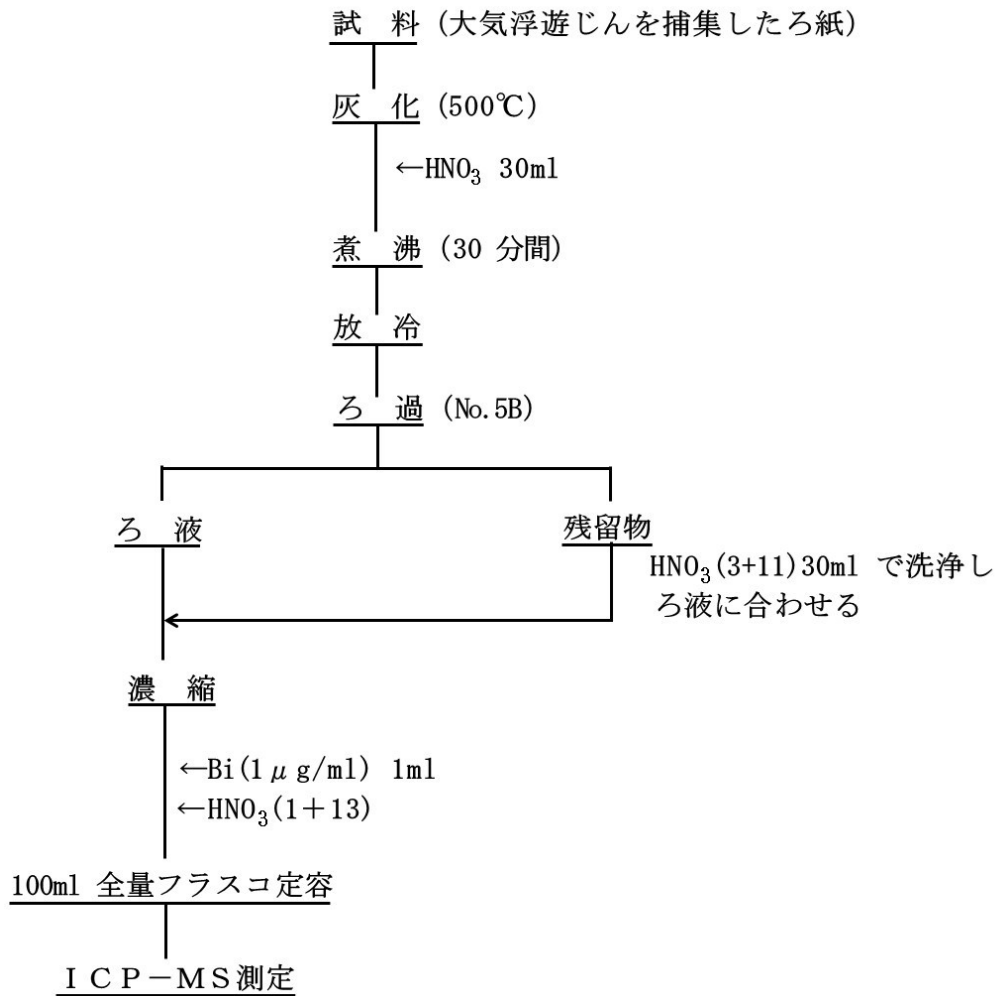 試　料 (大気浮遊じんを捕集したろ紙)
灰　化 (500℃)
←HNO₃ 30ml
煮　沸 (30 分間)
放　冷
ろ　過 (No.5B)
ろ　液
残留物
HNO₃(3+11)30ml で洗浄し
ろ液に合わせる
濃　縮
←Bi(1μg/ml) 1ml
←HNO₃(1＋13)
100ml 全量フラスコ定容
ＩＣＰ－ＭＳ測定